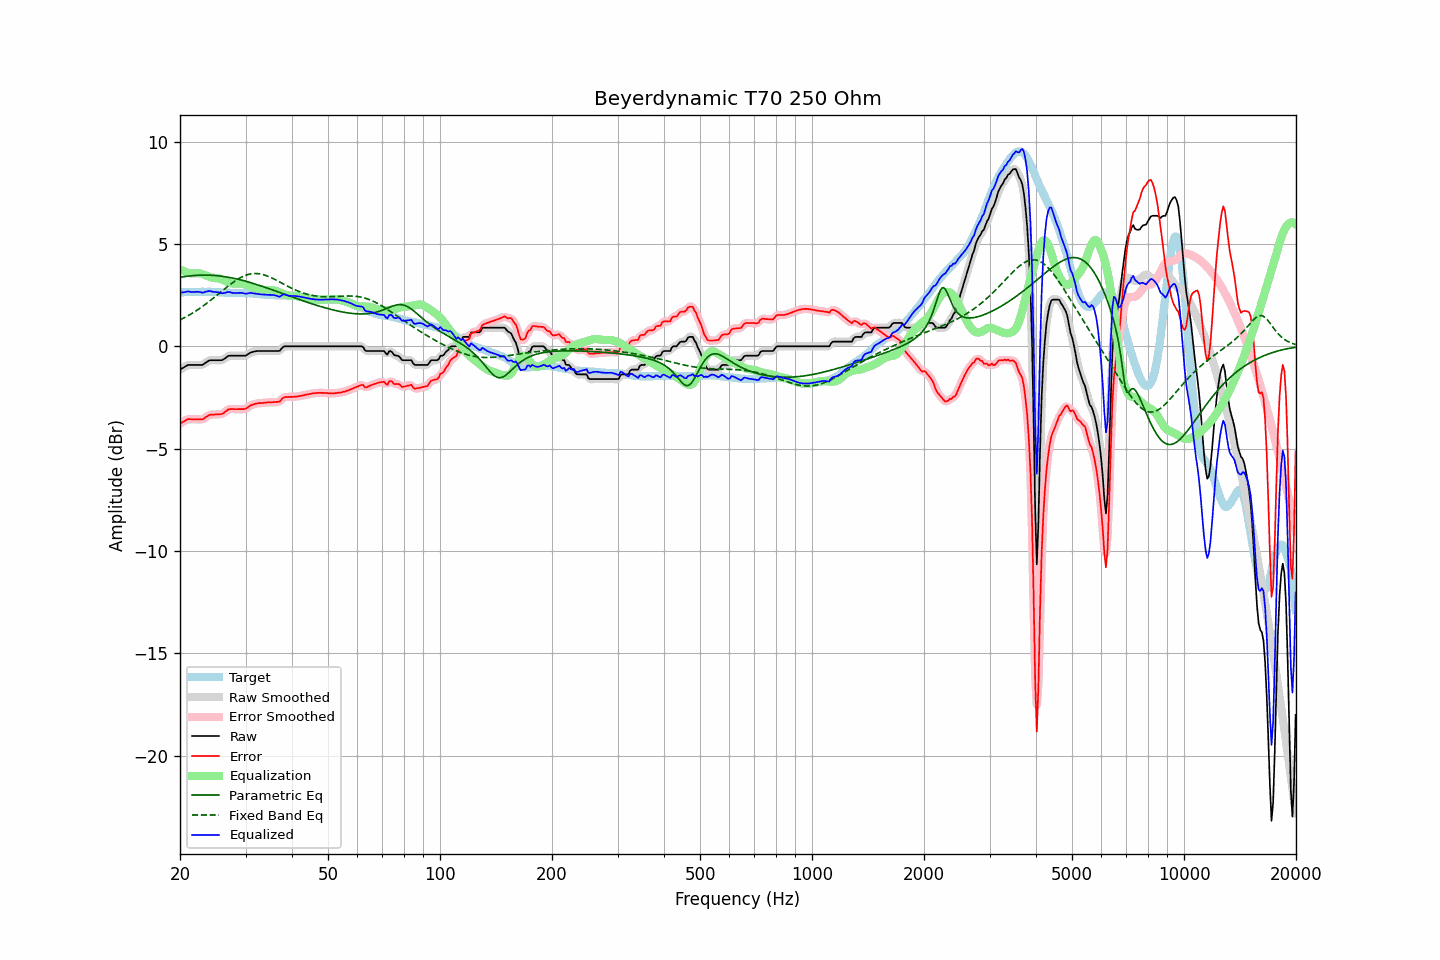 Beyerdynamic T70 250 Ohm
Amplitude (dBr)
10
5
0
−5
−10
−15
−20
Target
Raw Smoothed
Error Smoothed
Raw
Error
Equalization
Parametric Eq
Fixed Band Eq
Equalized
20 50 100 200 500 1000 2000 5000 10000 20000
Frequency (Hz)